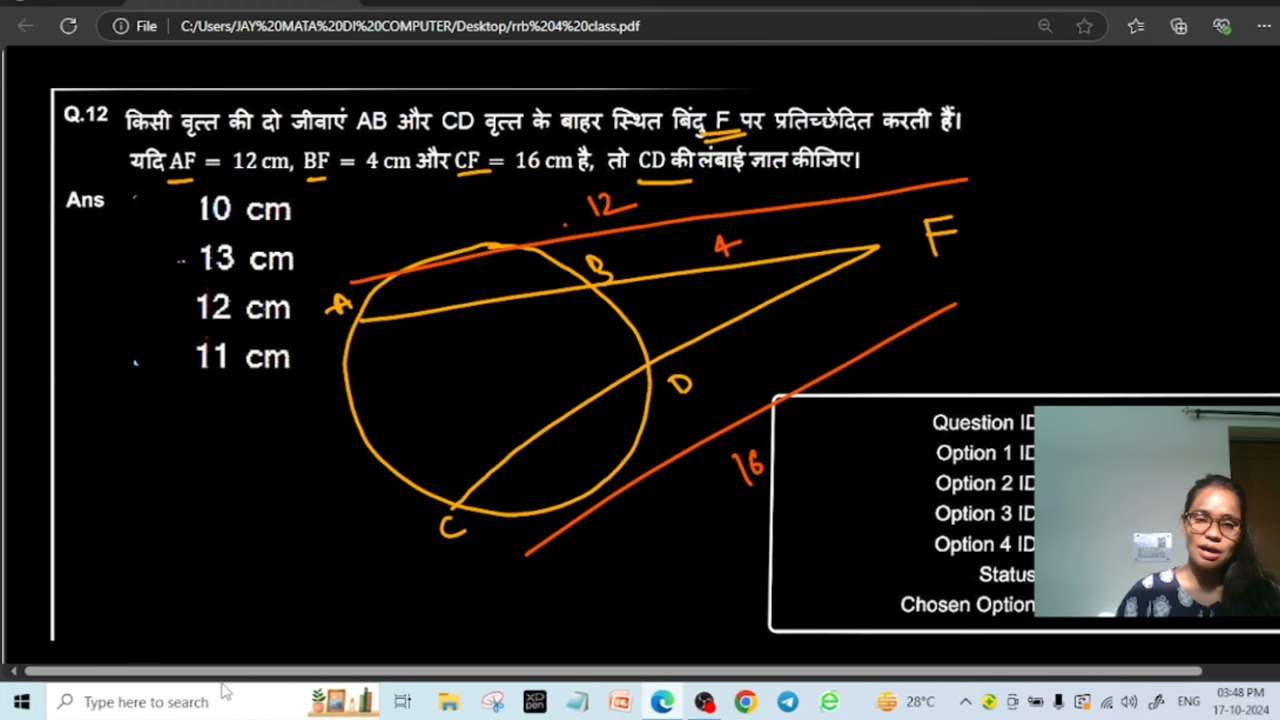 File C:/Users/JAY%20MATA%20DI%20COMPUTER/Desktop/rrb%204%20class.pdf
Q.12 किसी वृत्त की दो जीवाएं AB और CD वृत्त के बाहर स्थित बिंदु F पर प्रतिच्छेदित करती हैं।
यदि AF = 12 cm, BF = 4 cm और CF = 16 cm है, तो CD की लंबाई ज्ञात कीजिए।
Ans 10 cm
13 cm
12 cm
11 cm
12
4
F
B
A
D
16
C
Question ID
Option 1 ID
Option 2 ID
Option 3 ID
Option 4 ID
Status
Chosen Option
Type here to search
28°C
ENG
03:48 PM
17-10-2024